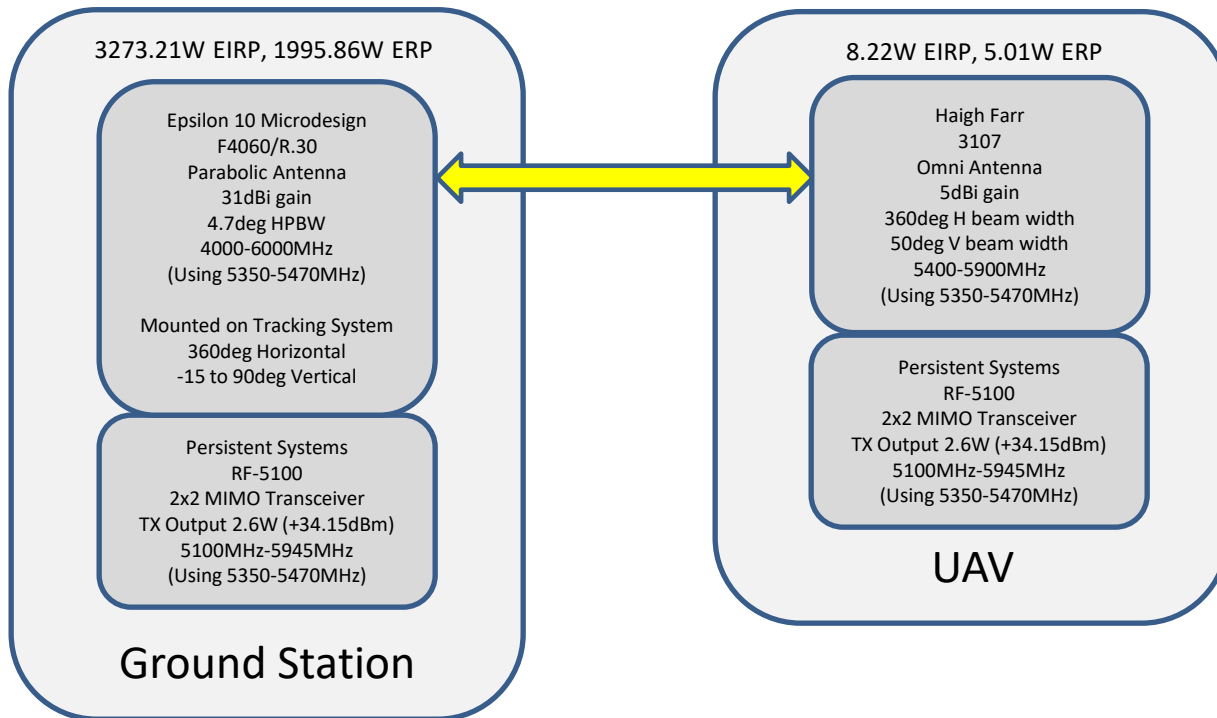 3273.21W EIRP, 1995.86W ERP
Epsilon 10 Microdesign
F4060/R.30
Parabolic Antenna
31dBi gain
4.7deg HPBW
4000-6000MHz
(Using 5350-5470MHz)
Mounted on Tracking System
360deg Horizontal
-15 to 90deg Vertical
Persistent Systems
RF-5100
2x2 MIMO Transceiver
TX Output 2.6W (+34.15dBm)
5100MHz-5945MHz
(Using 5350-5470MHz)
Ground Station
8.22W EIRP, 5.01W ERP
Haigh Farr
3107
Omni Antenna
5dBi gain
360deg H beam width
50deg V beam width
5400-5900MHz
(Using 5350-5470MHz)
Persistent Systems
RF-5100
2x2 MIMO Transceiver
TX Output 2.6W (+34.15dBm)
5100MHz-5945MHz
(Using 5350-5470MHz)
UAV